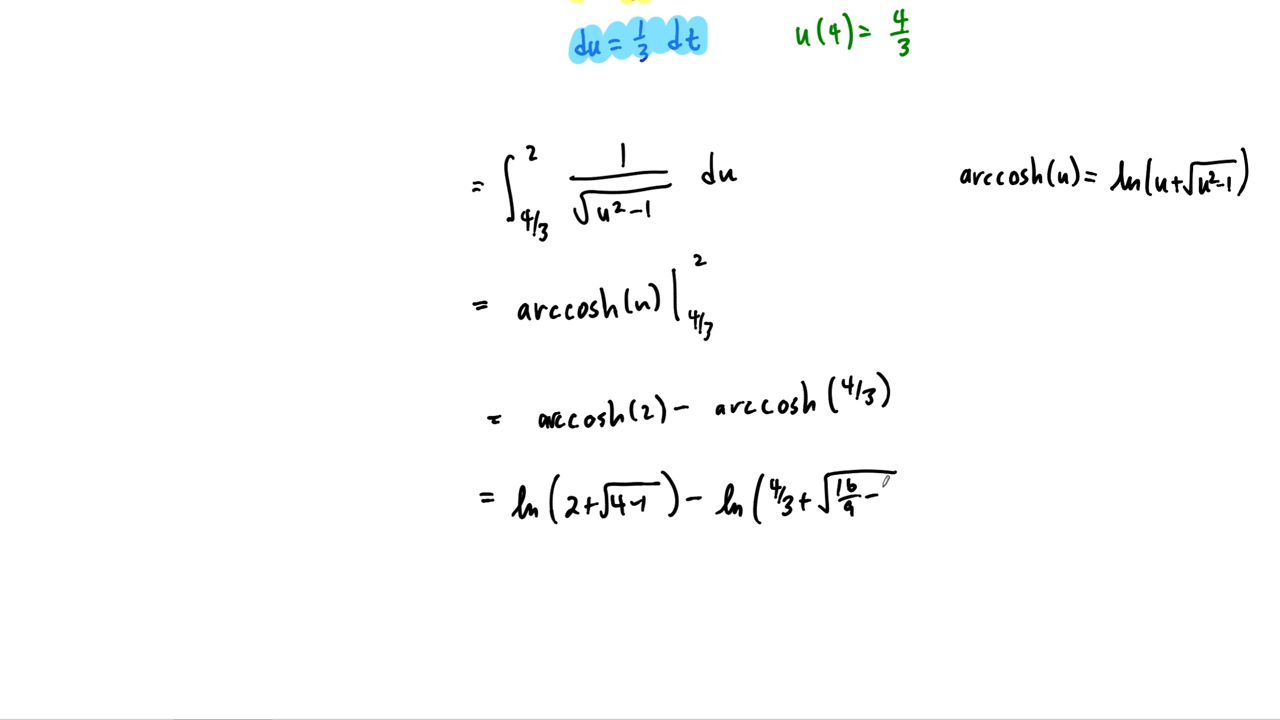 du = 1/3 dt   u(4) = 4/3
= ∫_{4/3}^{2} 1/√(u²-1) du   arccosh(u) = ln(u+√(u²-1))
= arccosh(u) |_{4/3}^{2}
= arccosh(2) - arccosh(4/3)
= ln(2+√(4-1)) - ln(4/3 + √(16/9 -